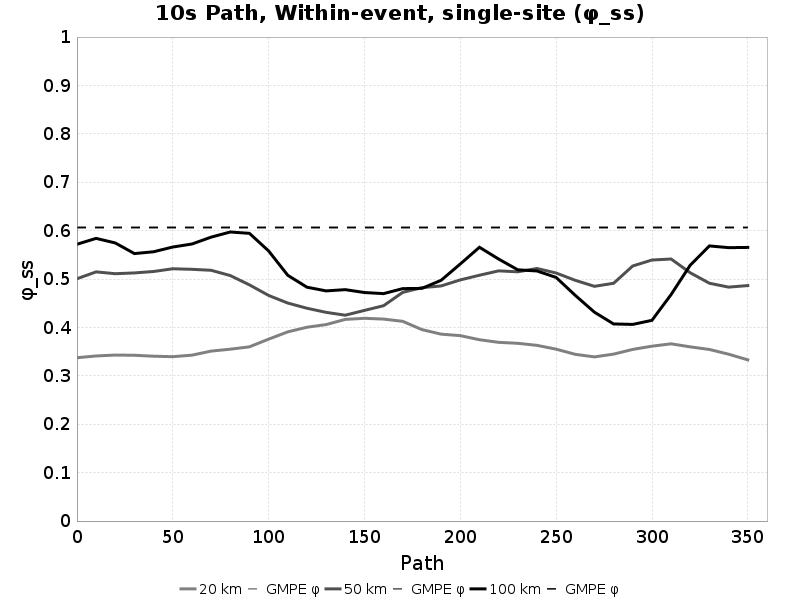 10s Path, Within-event, single-site (φ_ss)
1
0.9
0.8
0.7
0.6
0.5
0.4
0.3
0.2
0.1
0
φ_ss
0 50 100 150 200 250 300 350
Path
20 km GMPE φ 50 km GMPE φ 100 km GMPE φ